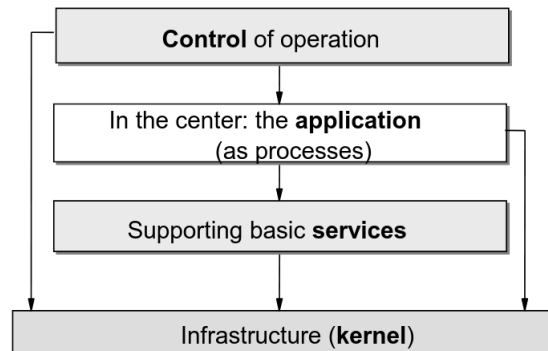 Control of operation
In the center: the application
(as processes)
Supporting basic services
Infrastructure (kernel)